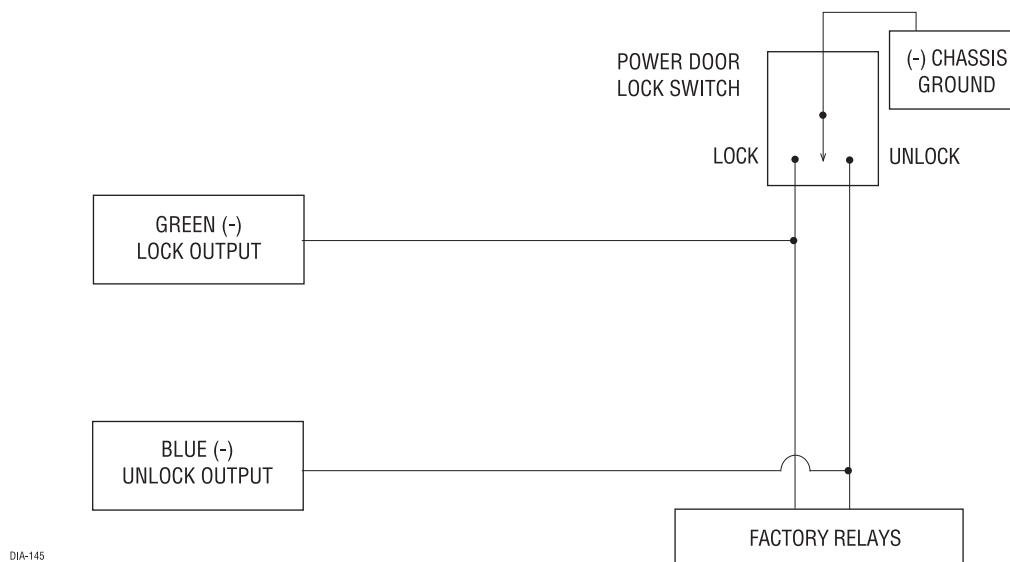 POWER DOOR
LOCK SWITCH
(-) CHASSIS
GROUND
LOCK
UNLOCK
GREEN (-)
LOCK OUTPUT
BLUE (-)
UNLOCK OUTPUT
FACTORY RELAYS
DIA-145